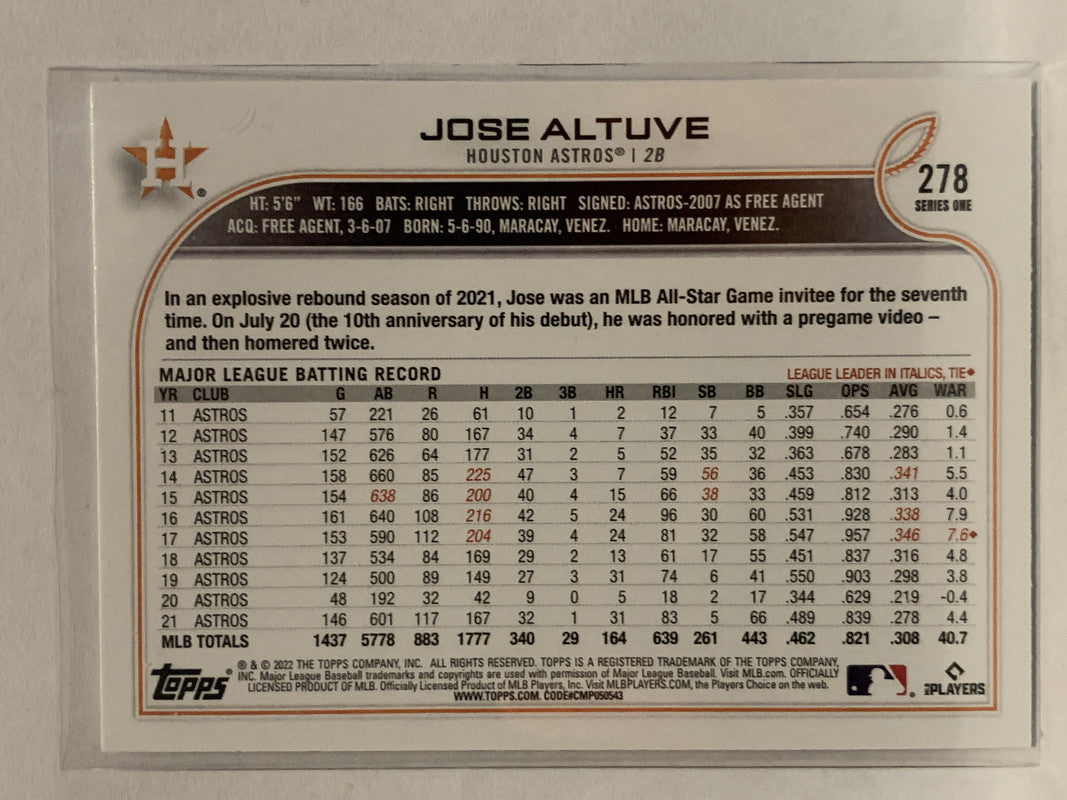 H ®
JOSE ALTUVE
HOUSTON ASTROS® | 2B
278
SERIES ONE
HT: 5'6" WT: 166 BATS: RIGHT THROWS: RIGHT SIGNED: ASTROS-2007 AS FREE AGENT
ACQ: FREE AGENT, 3-6-07 BORN: 5-6-90, MARACAY, VENEZ. HOME: MARACAY, VENEZ.
In an explosive rebound season of 2021, Jose was an MLB All-Star Game invitee for the seventh
time. On July 20 (the 10th anniversary of his debut), he was honored with a pregame video –
and then homered twice.
MAJOR LEAGUE BATTING RECORD LEAGUE LEADER IN ITALICS, TIE♦
YR CLUB G AB R H 2B 3B HR RBI SB BB SLG OPS AVG WAR
11 ASTROS 57 221 26 61 10 1 2 12 7 5 .357 .654 .276 0.6
12 ASTROS 147 576 80 167 34 4 7 37 33 40 .399 .740 .290 1.4
13 ASTROS 152 626 64 177 31 2 5 52 35 32 .363 .678 .283 1.1
14 ASTROS 158 660 85 225 47 3 7 59 56 36 .453 .830 .341 5.5
15 ASTROS 154 638 86 200 40 4 15 66 38 33 .459 .812 .313 4.0
16 ASTROS 161 640 108 216 42 5 24 96 30 60 .531 .928 .338 7.9
17 ASTROS 153 590 112 204 39 4 24 81 32 58 .547 .957 .346 7.6♦
18 ASTROS 137 534 84 169 29 2 13 61 17 55 .451 .837 .316 4.8
19 ASTROS 124 500 89 149 27 3 31 74 6 41 .550 .903 .298 3.8
20 ASTROS 48 192 32 42 9 0 5 18 2 17 .344 .629 .219 -0.4
21 ASTROS 146 601 117 167 32 1 31 83 5 66 .489 .839 .278 4.4
MLB TOTALS 1437 5778 883 1777 340 29 164 639 261 443 .462 .821 .308 40.7
Topps®
® & © 2022 THE TOPPS COMPANY, INC. ALL RIGHTS RESERVED. TOPPS IS A REGISTERED TRADEMARK OF THE TOPPS COMPANY,
INC. Major League Baseball trademarks and copyrights are used with permission of Major League Baseball. Visit MLB.com. OFFICIALLY
LICENSED PRODUCT OF MLB. Officially Licensed Product of MLB Players, Inc. Visit MLBPLAYERS.COM, the Players Choice on the web.
WWW.TOPPS.COM. CODE#CMP050543
MLB PLAYERS